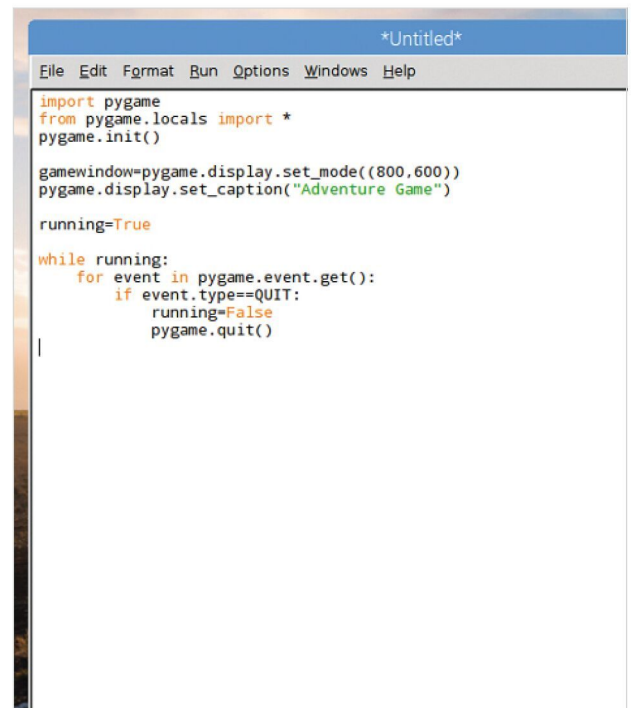 *Untitled*
File Edit Format Run Options Windows Help
import pygame
from pygame.locals import *
pygame.init()
gamewindow=pygame.display.set_mode((800,600))
pygame.display.set_caption("Adventure Game")
running=True
while running:
    for event in pygame.event.get():
        if event.type==QUIT:
            running=False
            pygame.quit()